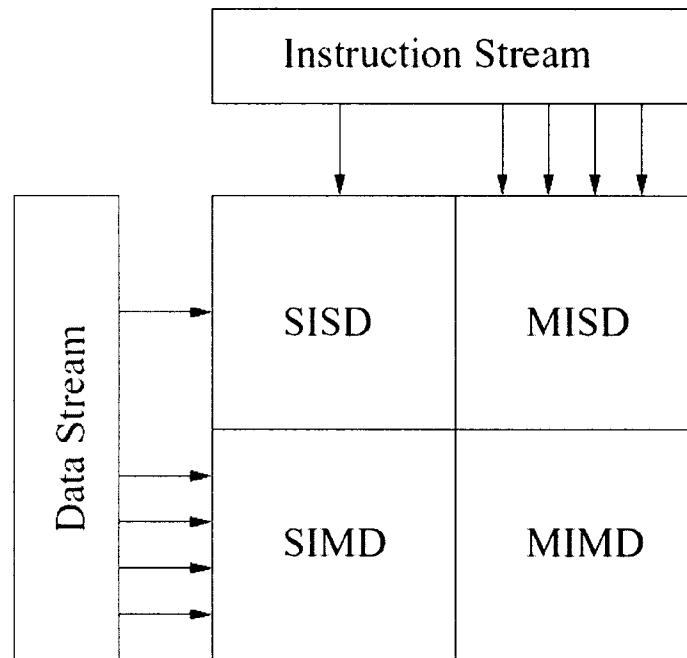 Instruction Stream
Data Stream
SISD
MISD
SIMD
MIMD